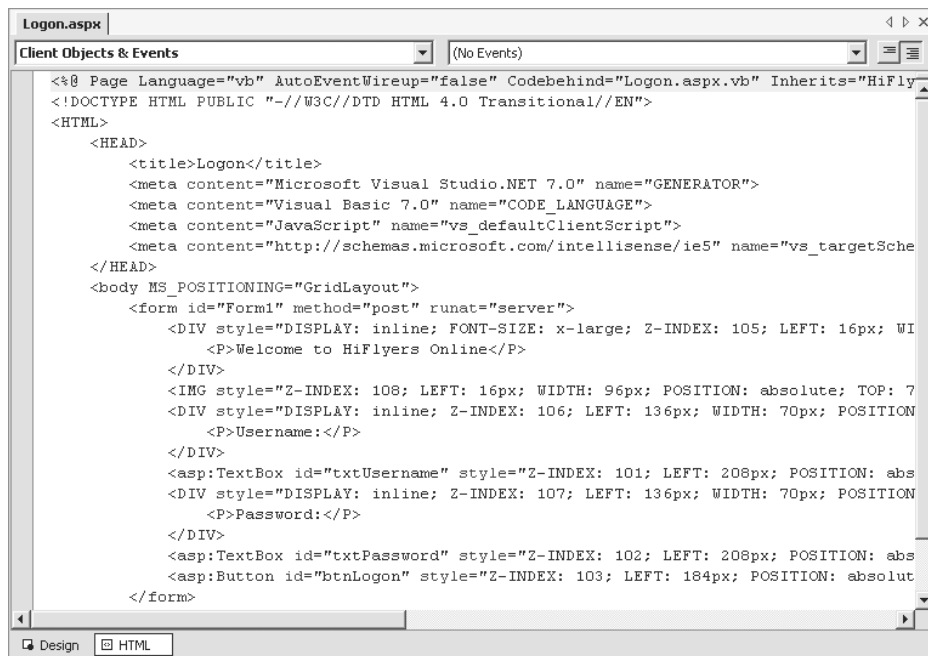 Logon.aspx
Client Objects & Events (No Events)
<%@ Page Language="vb" AutoEventWireup="false" Codebehind="Logon.aspx.vb" Inherits="HiFly
<!DOCTYPE HTML PUBLIC "-//W3C//DTD HTML 4.0 Transitional//EN">
<HTML>
<HEAD>
<title>Logon</title>
<meta content="Microsoft Visual Studio.NET 7.0" name="GENERATOR">
<meta content="Visual Basic 7.0" name="CODE_LANGUAGE">
<meta content="JavaScript" name="vs_defaultClientScript">
<meta content="http://schemas.microsoft.com/intellisense/ie5" name="vs_targetSche
</HEAD>
<body MS_POSITIONING="GridLayout">
<form id="Form1" method="post" runat="server">
<DIV style="DISPLAY: inline; FONT-SIZE: x-large; Z-INDEX: 105; LEFT: 16px; WI
<P>Welcome to HiFlyers Online</P>
</DIV>
<IMG style="Z-INDEX: 108; LEFT: 16px; WIDTH: 96px; POSITION: absolute; TOP: 7
<DIV style="DISPLAY: inline; Z-INDEX: 106; LEFT: 136px; WIDTH: 70px; POSITION
<P>Username:</P>
</DIV>
<asp:TextBox id="txtUsername" style="Z-INDEX: 101; LEFT: 208px; POSITION: abs
<DIV style="DISPLAY: inline; Z-INDEX: 107; LEFT: 136px; WIDTH: 70px; POSITION
<P>Password:</P>
</DIV>
<asp:TextBox id="txtPassword" style="Z-INDEX: 102; LEFT: 208px; POSITION: abs
<asp:Button id="btnLogon" style="Z-INDEX: 103; LEFT: 184px; POSITION: absolut
</form>
Design HTML